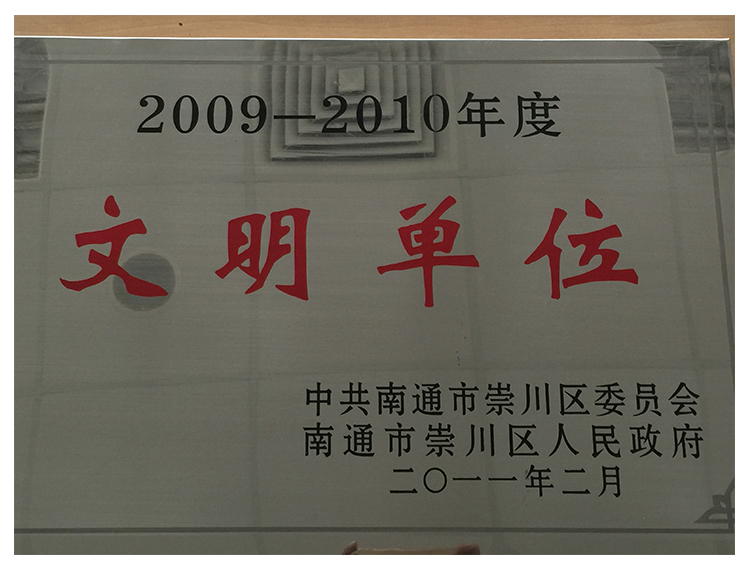 2009—2010年度
文明单位
中共南通市崇川区委员会
南通市崇川区人民政府
二〇一一年二月